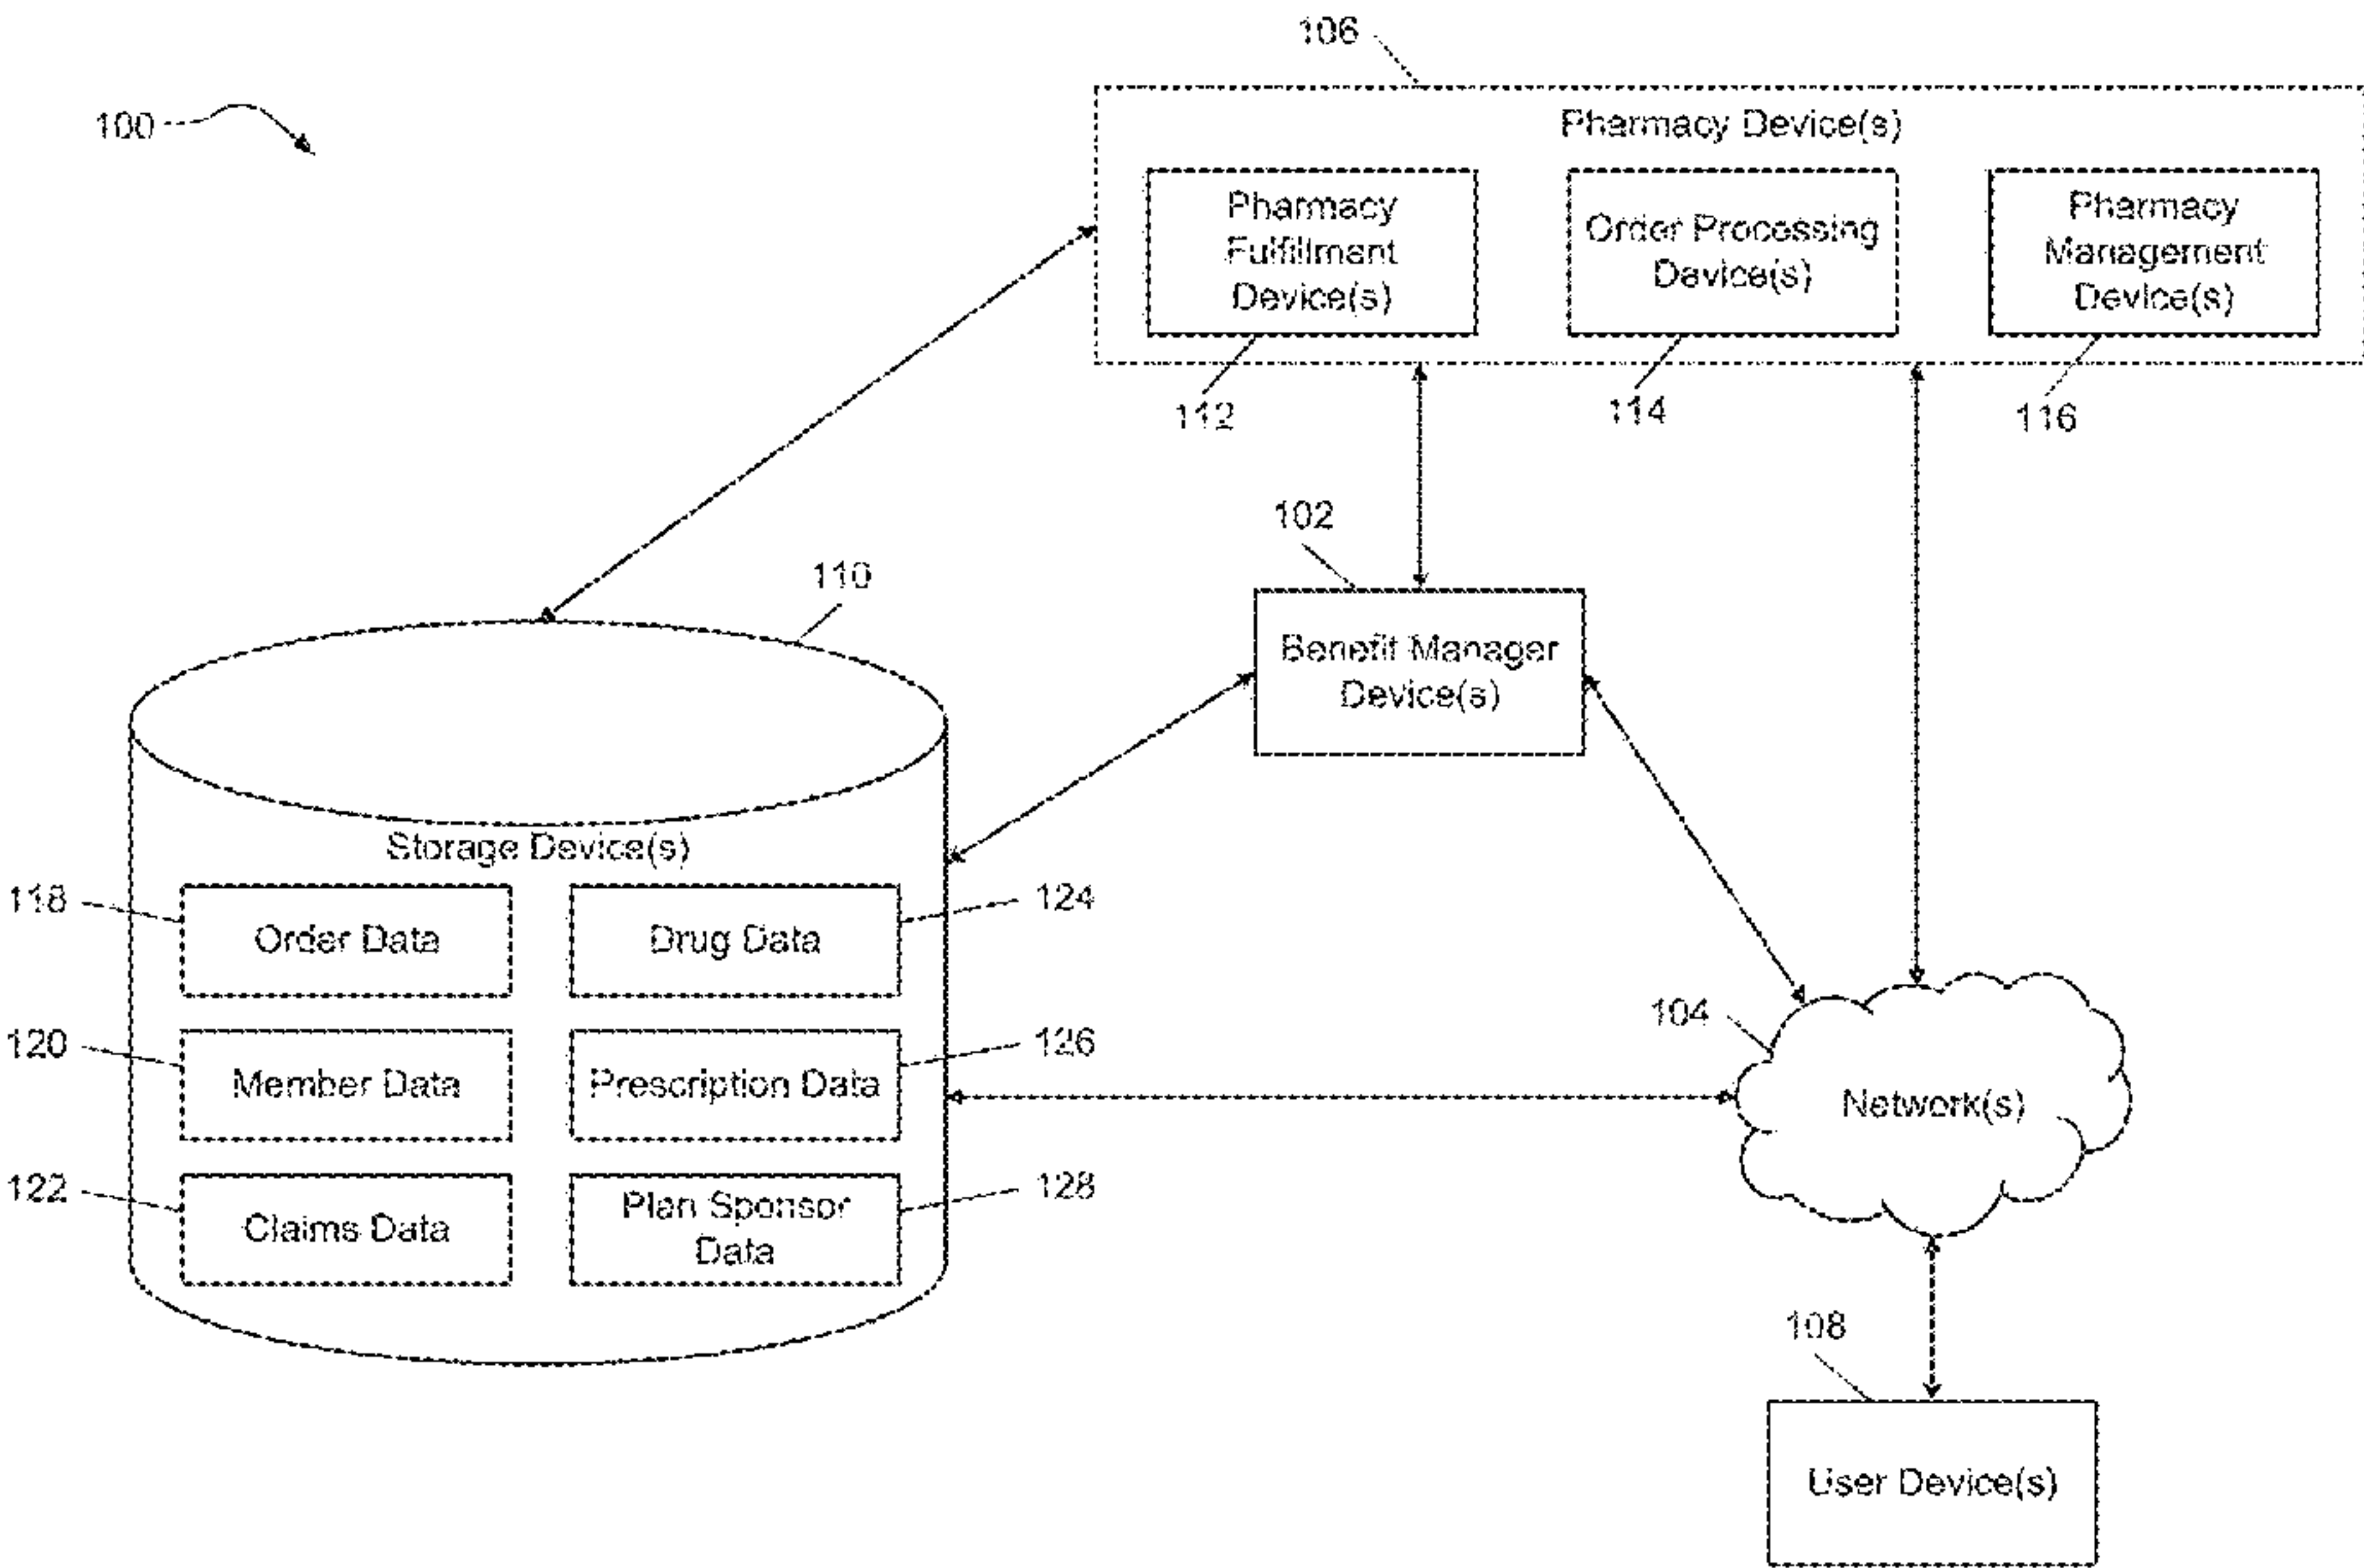 106
100
Pharmacy Device(s)
Pharmacy
Fulfillment
Device(s)
Order Processing
Device(s)
Pharmacy
Management
Device(s)
112
114
116
102
110
Benefit Manager
Device(s)
Storage Device(s)
118
Order Data
Drug Data
124
120
Member Data
Prescription Data
126
122
Claims Data
Plan Sponsor
Data
128
104
Network(s)
108
User Device(s)